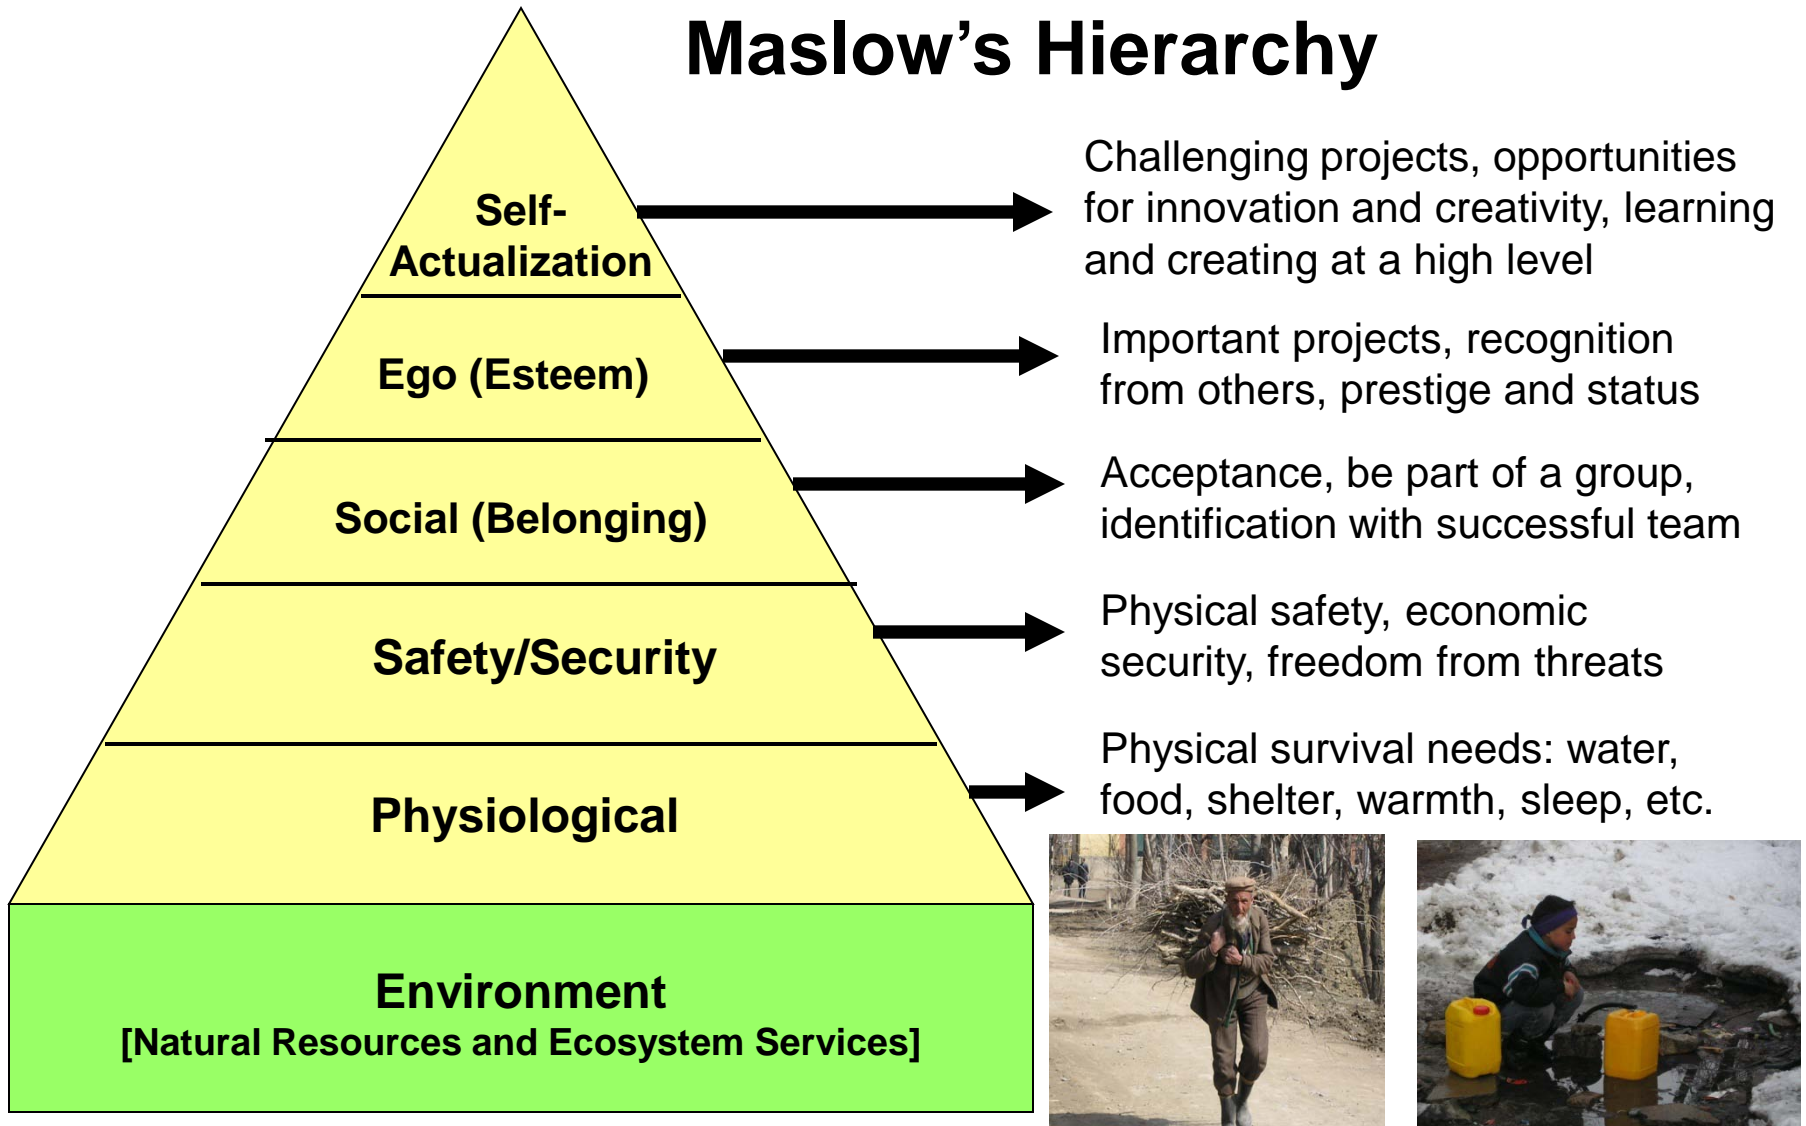 Maslow’s Hierarchy
Self-
Actualization
Challenging projects, opportunities
for innovation and creativity, learning
and creating at a high level
Ego (Esteem)
Important projects, recognition
from others, prestige and status
Social (Belonging)
Acceptance, be part of a group,
identification with successful team
Safety/Security
Physical safety, economic
security, freedom from threats
Physiological
Physical survival needs: water,
food, shelter, warmth, sleep, etc.
Environment
[Natural Resources and Ecosystem Services]